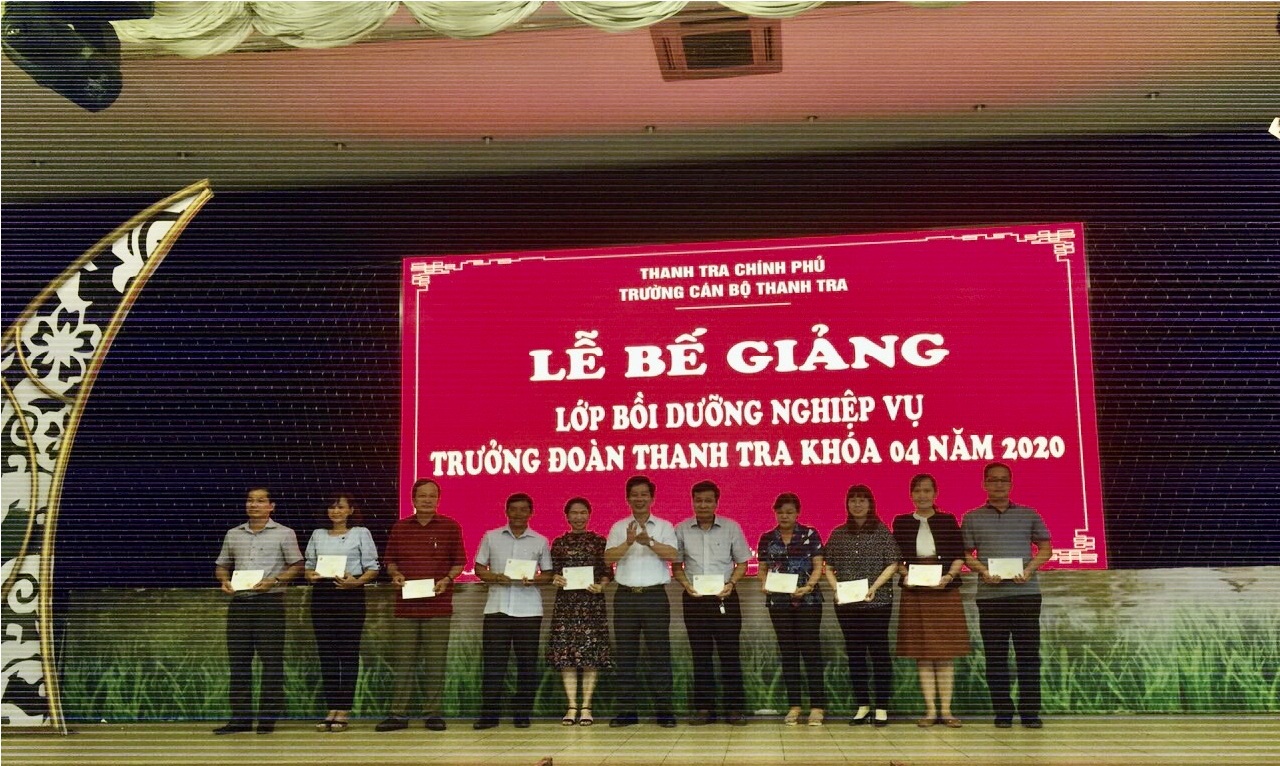 THANH TRA CHÍNH PHỦ
TRƯỜNG CÁN BỘ THANH TRA
LỄ BẾ GIẢNG
LỚP BỒI DƯỠNG NGHIỆP VỤ
TRƯỞNG ĐOÀN THANH TRA KHÓA 04 NĂM 2020